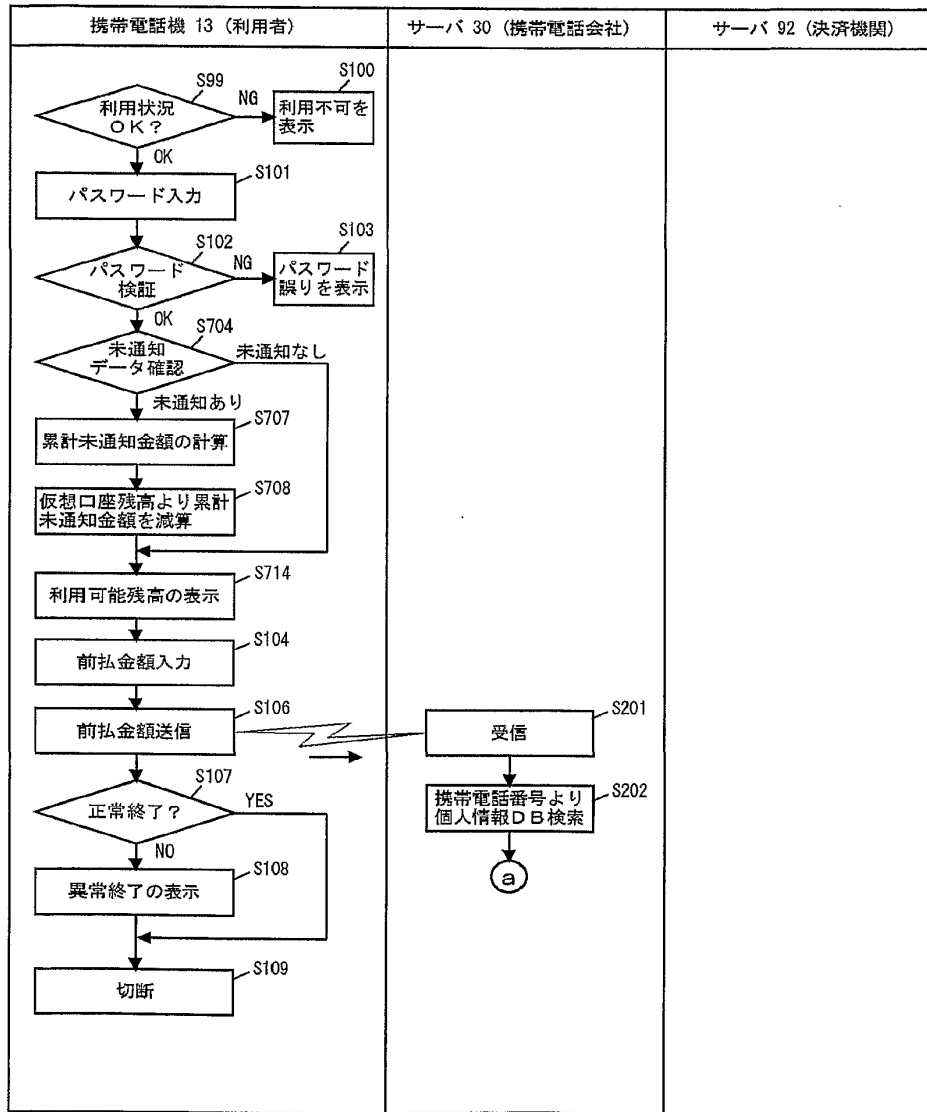 携帯電話機 13 (利用者)
サーバ 30 (携帯電話会社)
サーバ 92 (決済機関)
S99
利用状況
OK?
NG
S100
利用不可を
表示
OK
S101
パスワード入力
S102
パスワード
検証
NG
S103
パスワード
誤りを表示
OK
S704
未通知
データ確認
未通知なし
未通知あり
S707
累計未通知金額の計算
S708
仮想口座残高より累計
未通知金額を減算
S714
利用可能残高の表示
S104
前払金額入力
S106
前払金額送信
S107
正常終了?
YES
NO
S108
異常終了の表示
S109
切断
S201
受信
S202
携帯電話番号より
個人情報DB検索
a